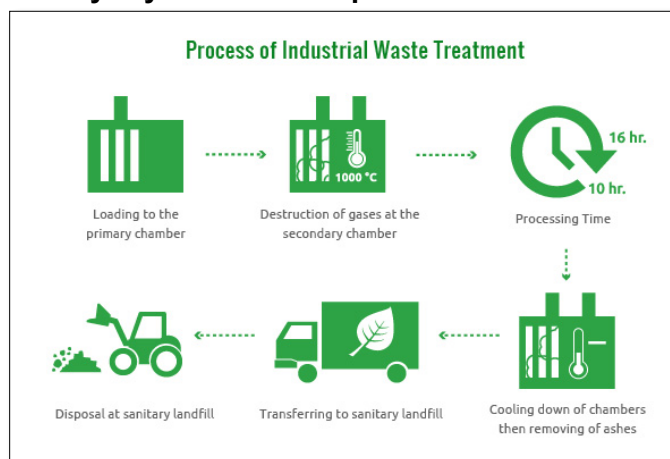 Process of Industrial Waste Treatment
Loading to the
primary chamber
1000 °C
Destruction of gases at the
secondary chamber
16 hr.
10 hr.
Processing Time
Cooling down of chambers
then removing of ashes
Transferring to sanitary landfill
Disposal at sanitary landfill